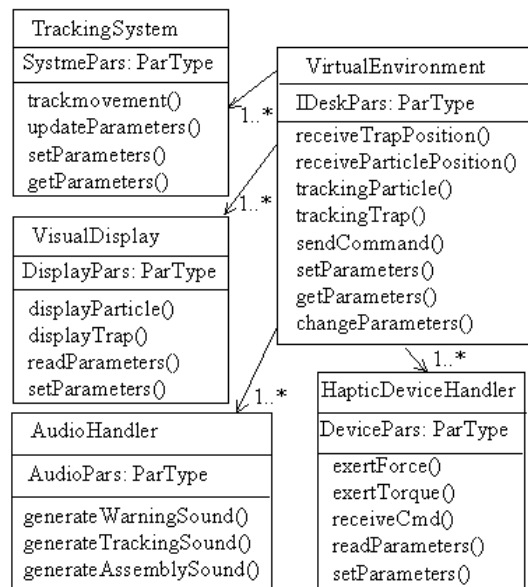 TrackingSystem
SystmePars: ParType
trackmovement()
updateParameters()
setParameters()
getParameters()
VirtualEnvironment
IDeskPars: ParType
receiveTrapPosition()
receiveParticlePosition()
trackingParticle()
trackingTrap()
sendCommand()
setParameters()
getParameters()
changeParameters()
1..*
1..*
VisualDisplay
DisplayPars: ParType
displayParticle()
displayTrap()
readParameters()
setParameters()
1..*
1..*
AudioHandler
AudioPars: ParType
generateWarningSound()
generateTrackingSound()
generateAssemblySound()
HapticDeviceHandler
DevicePars: ParType
exertForce()
exertTorque()
receiveCmd()
readParameters()
setParameters()